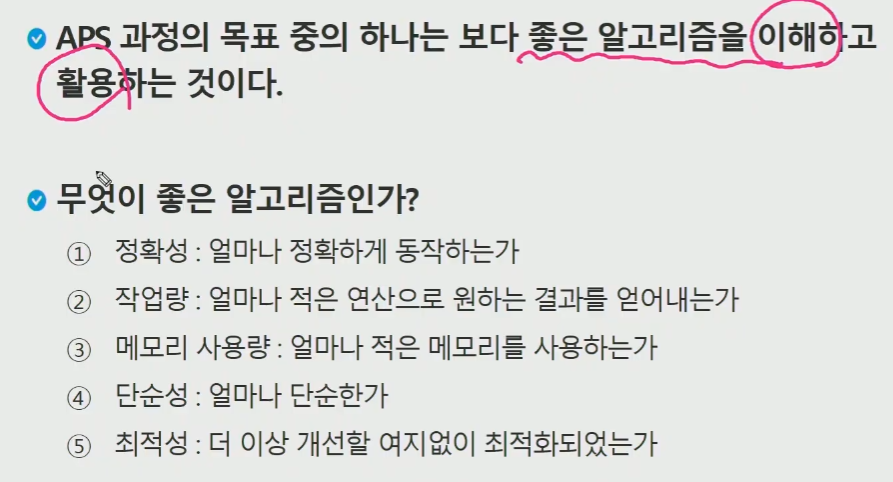 APS 과정의 목표 중의 하나는 보다 좋은 알고리즘을 이해하고
활용하는 것이다.
무엇이 좋은 알고리즘인가?
① 정확성 : 얼마나 정확하게 동작하는가
② 작업량 : 얼마나 적은 연산으로 원하는 결과를 얻어내는가
③ 메모리 사용량 : 얼마나 적은 메모리를 사용하는가
④ 단순성 : 얼마나 단순한가
⑤ 최적성 : 더 이상 개선할 여지없이 최적화되었는가